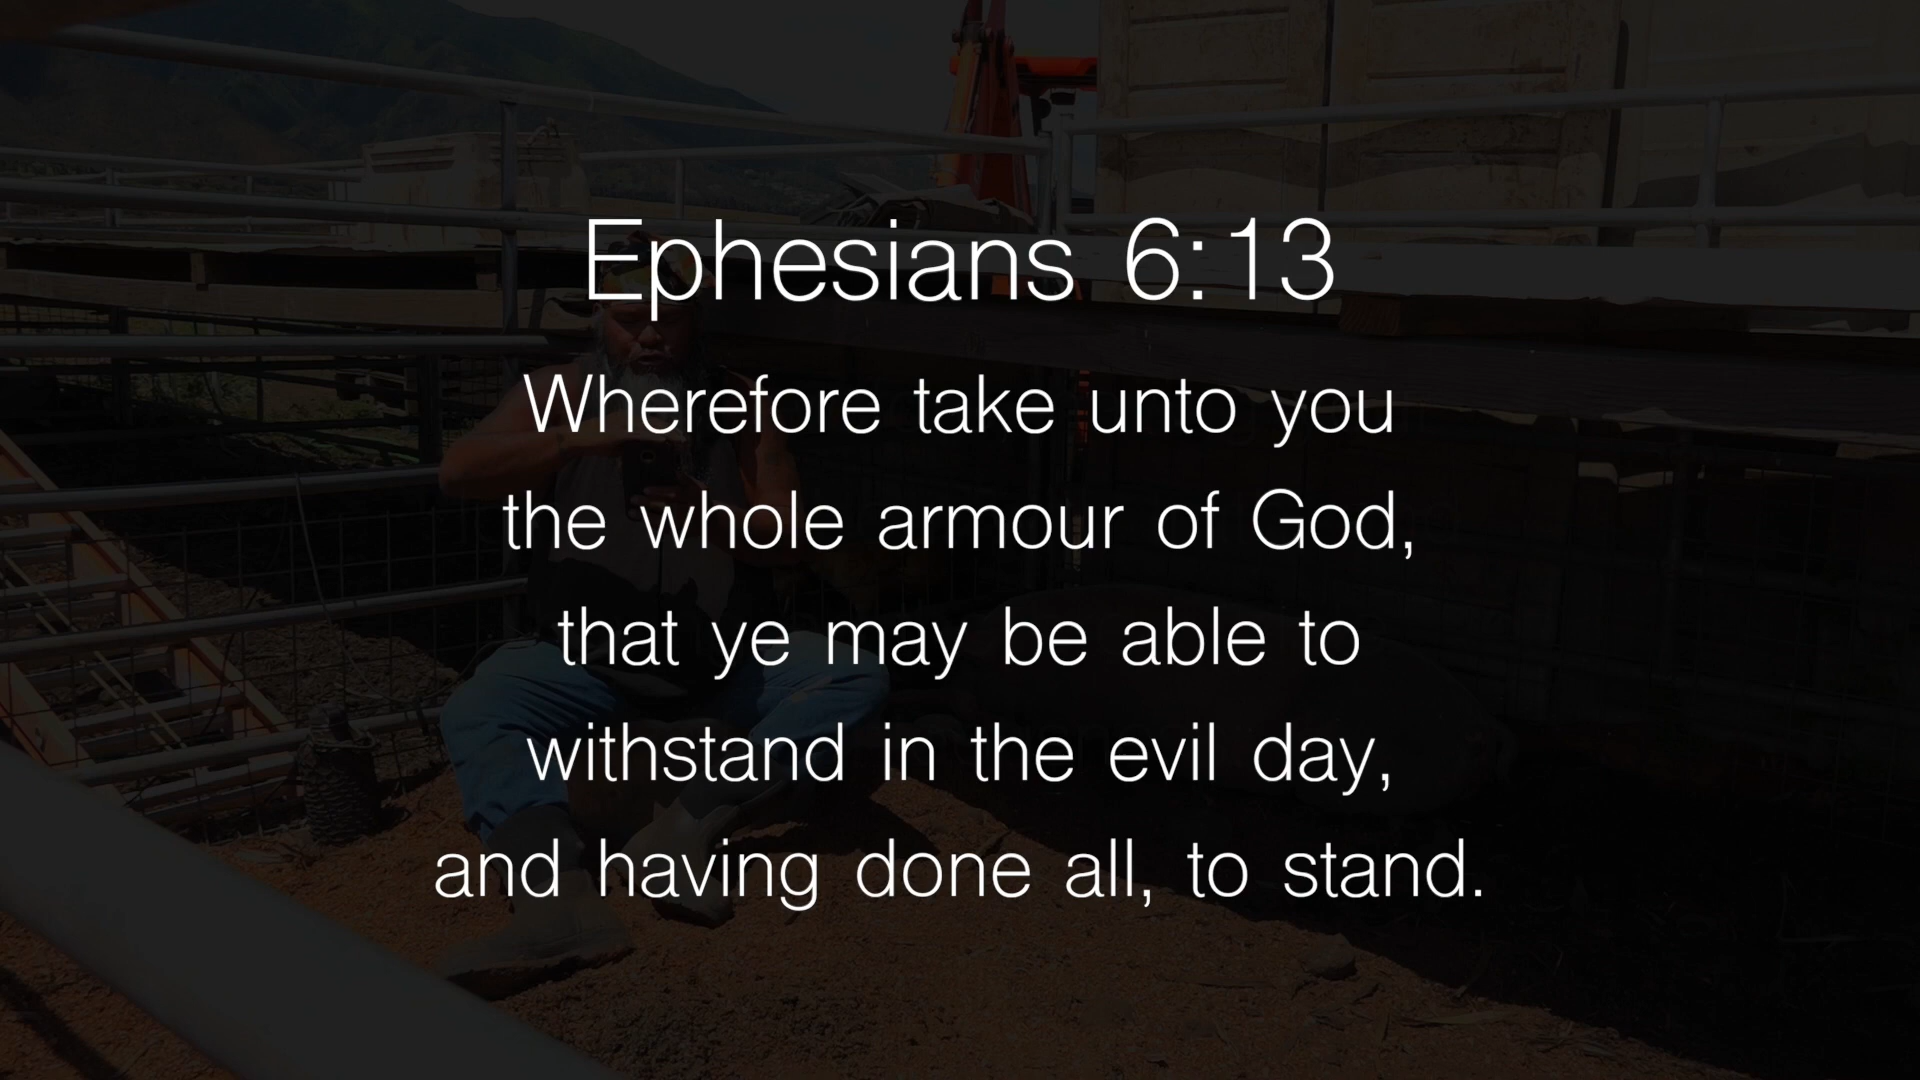 Ephesians 6:13
Wherefore take unto you
the whole armour of God,
that ye may be able to
withstand in the evil day,
and having done all, to stand.